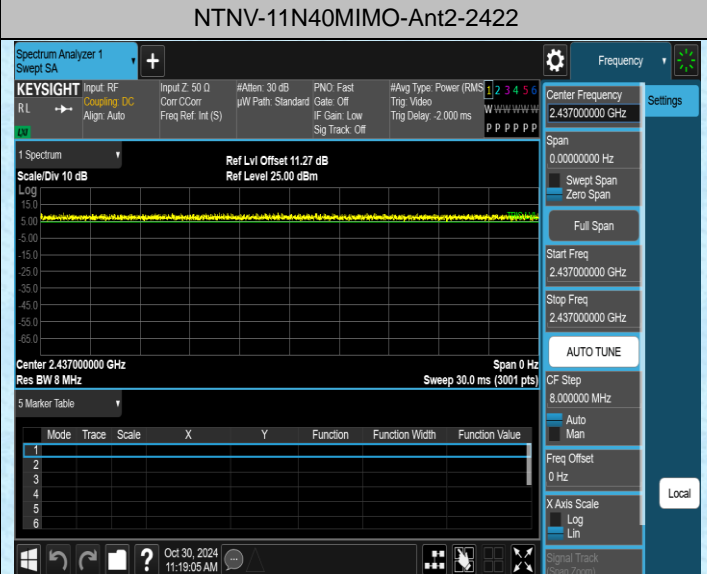 NTNV-11N40MIMO-Ant2-2422
Spectrum Analyzer 1
Swept SA
+
Frequency
KEYSIGHT
RL
LXI
Input: RF
Coupling: DC
Align: Auto
Input Z: 50 Ω
Corr CCorr
Freq Ref: Int (S)
#Atten: 30 dB
µW Path: Standard
PNO: Fast
Gate: Off
IF Gain: Low
Sig Track: Off
#Avg Type: Power (RMS
Trig: Video
Trig Delay: -2.000 ms
1 2 3 4 5 6
W W W W W W
P P P P P P
1 Spectrum
Scale/Div 10 dB
Ref Lvl Offset 11.27 dB
Ref Level 25.00 dBm
Log
15.0
5.00
-5.00
-15.0
-25.0
-35.0
-45.0
-55.0
-65.0
Center 2.437000000 GHz
Span 0 Hz
Res BW 8 MHz
Sweep 30.0 ms (3001 pts)
5 Marker Table
Mode Trace Scale X Y Function Function Width Function Value
1
2
3
4
5
6
Oct 30, 2024
11:19:05 AM
?
Center Frequency
2.437000000 GHz
Settings
Span
0.00000000 Hz
Swept Span
Zero Span
Full Span
Start Freq
2.437000000 GHz
Stop Freq
2.437000000 GHz
AUTO TUNE
CF Step
8.000000 MHz
Auto
Man
Freq Offset
0 Hz
Local
X Axis Scale
Log
Lin
Signal Track
(Span Zoom)